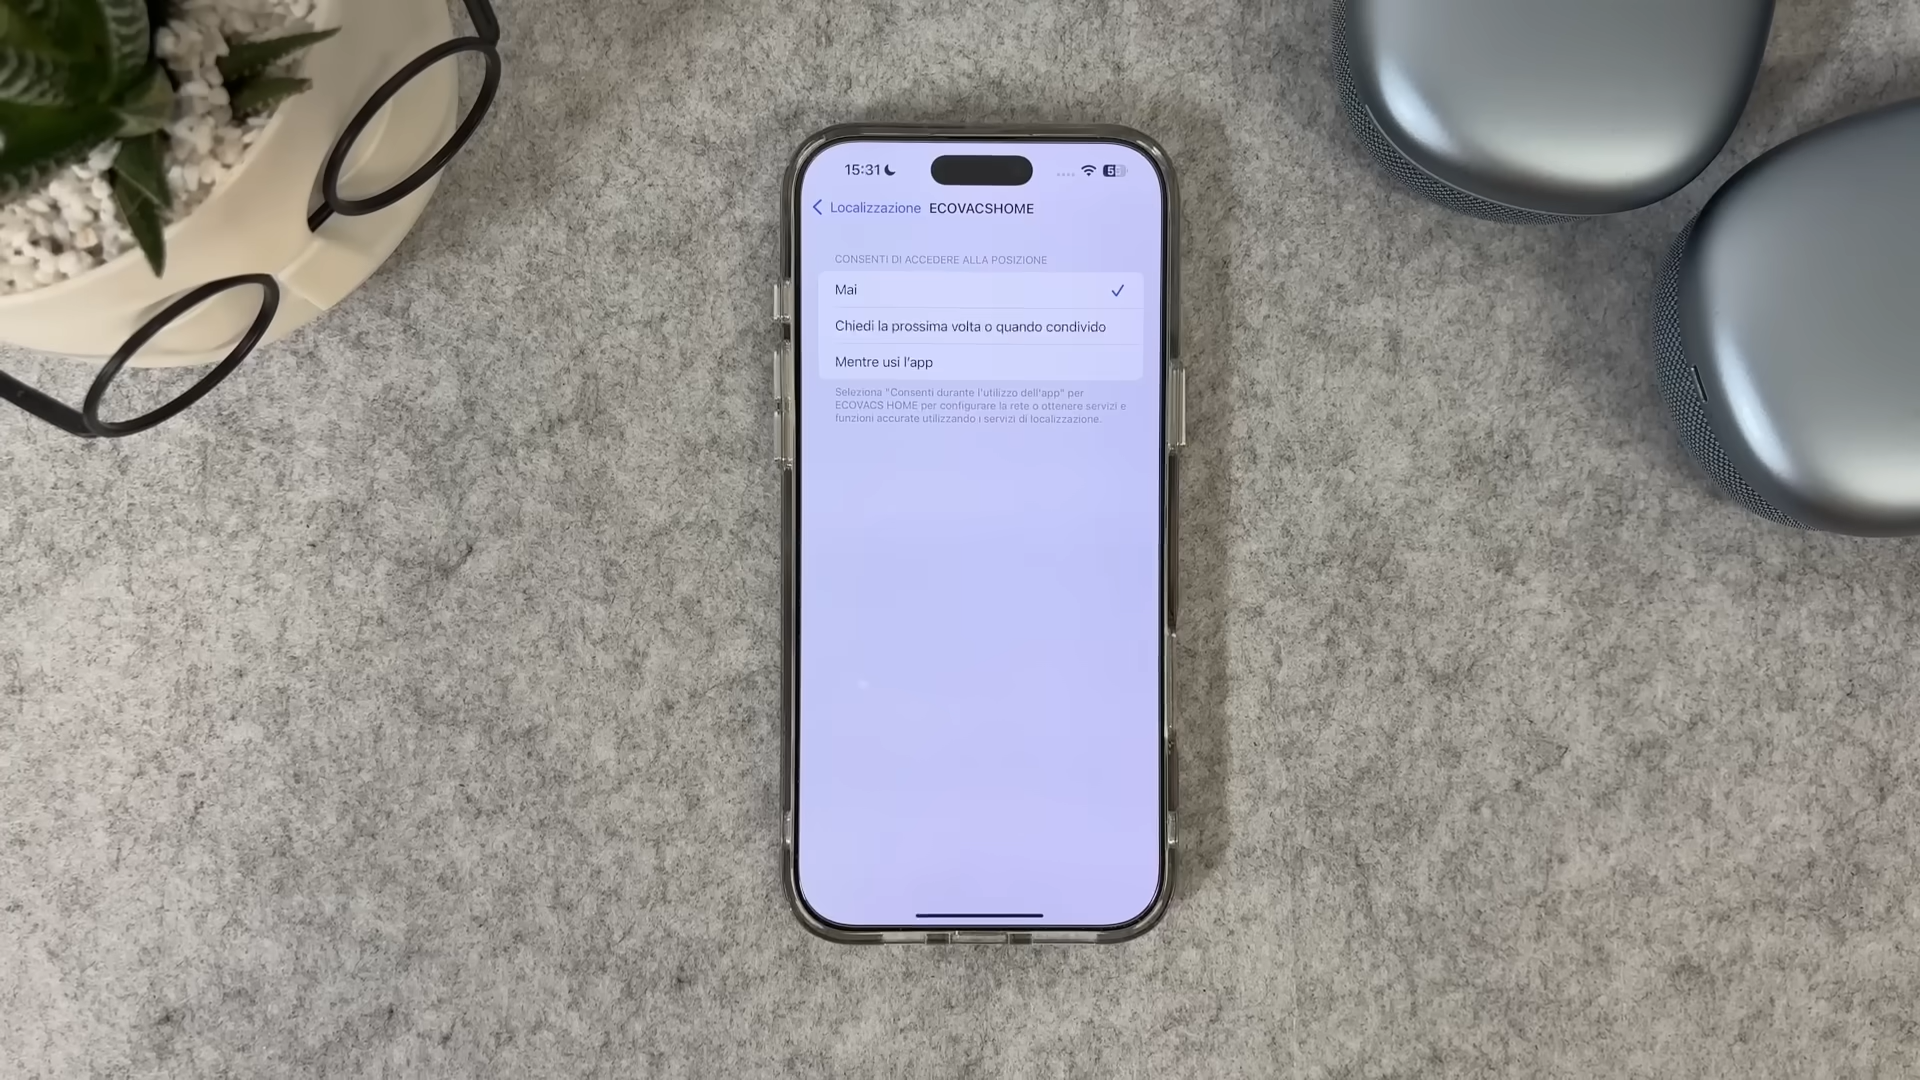 15:31
Localizzazione ECOVACSHOME
CONSENTI DI ACCEDERE ALLA POSIZIONE
Mai
Chiedi la prossima volta o quando condivido
Mentre usi l'app
Seleziona "Consenti durante l'utilizzo dell'app" per
ECOVACS HOME per configurare la rete o ottenere servizi e
funzioni accurate utilizzando i servizi di localizzazione.